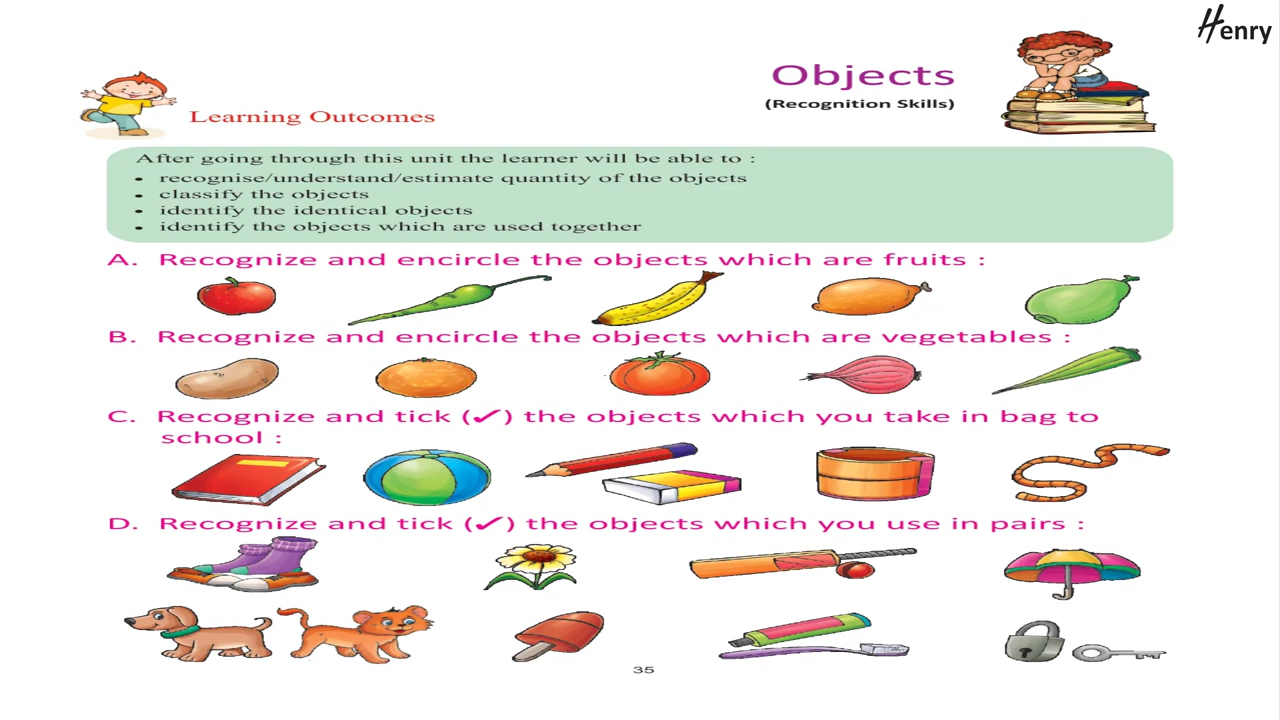 Henry
Objects
(Recognition Skills)
Learning Outcomes
After going through this unit the learner will be able to :
• recognise/understand/estimate quantity of the objects
• classify the objects
• identify the identical objects
• identify the objects which are used together
A. Recognize and encircle the objects which are fruits :
B. Recognize and encircle the objects which are vegetables :
C. Recognize and tick (✓) the objects which you take in bag to
school :
D. Recognize and tick (✓) the objects which you use in pairs :
35